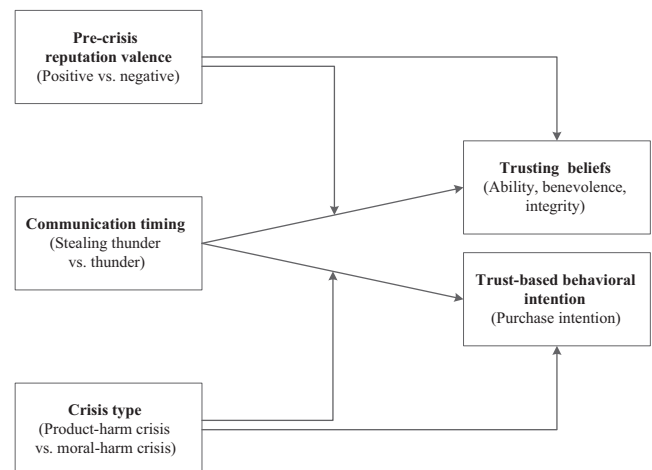 Pre-crisis
reputation valence
(Positive vs. negative)
Trusting beliefs
(Ability, benevolence,
integrity)
Communication timing
(Stealing thunder
vs. thunder)
Trust-based behavioral
intention
(Purchase intention)
Crisis type
(Product-harm crisis
vs. moral-harm crisis)